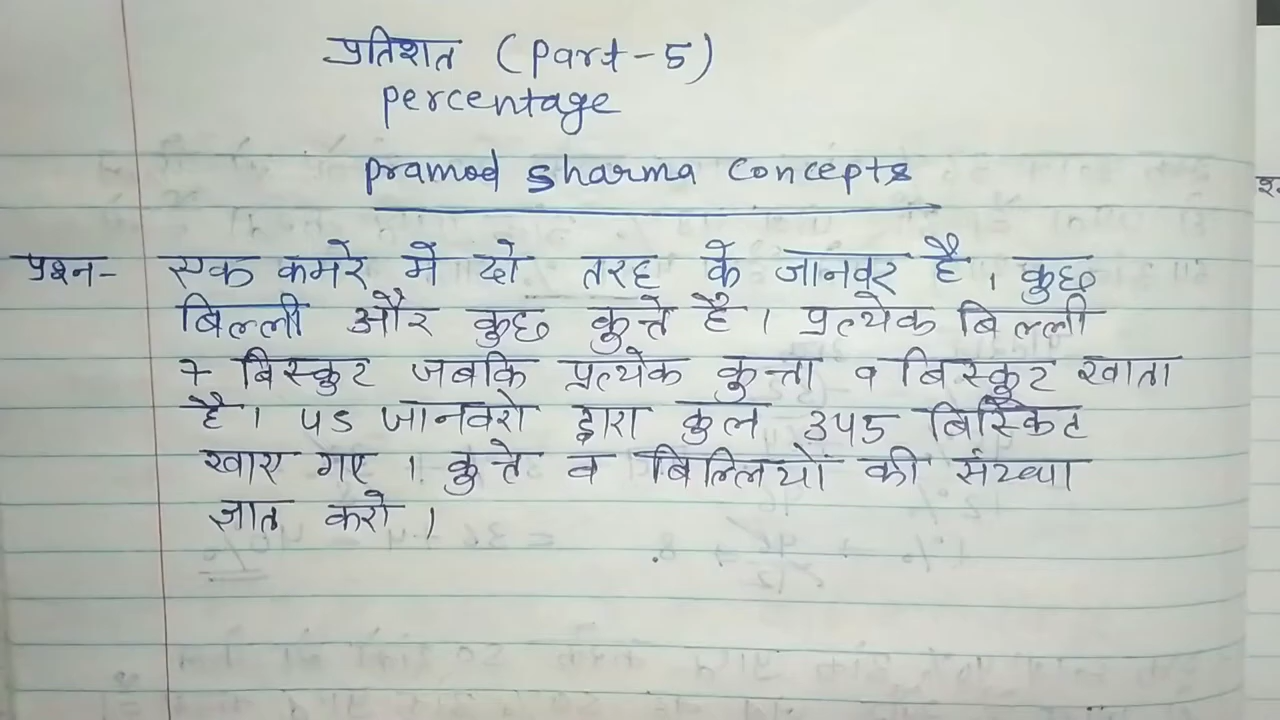 प्रतिशत (Part-5)
percentage
pramod sharma concepts
प्रश्न- एक कमरे में दो तरह के जानवर है। कुछ
बिल्ली और कुछ कुत्ते है। प्रत्येक बिल्ली
7 बिस्कुट जबकि प्रत्येक कुत्ता 9 बिस्कुट खाता
है। 45 जानवरो द्वारा कुल 345 बिस्किट
खाए गए। कुत्ते व बिल्लियों की संख्या
ज्ञात करो।